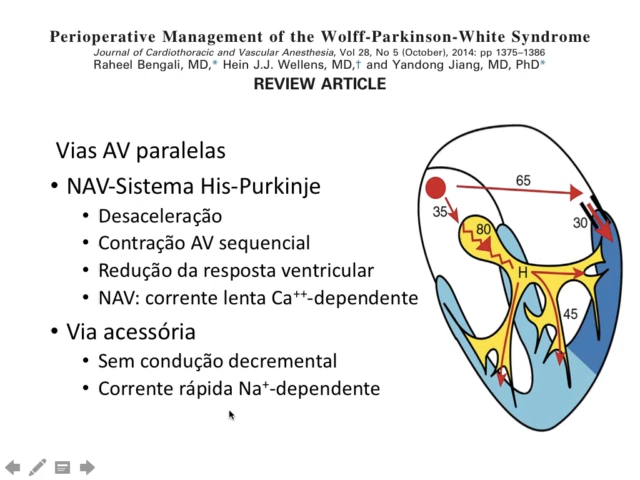 Perioperative Management of the Wolff-Parkinson-White Syndrome
Journal of Cardiothoracic and Vascular Anesthesia, Vol 28, No 5 (October), 2014: pp 1375–1386
Raheel Bengali, MD,* Hein J.J. Wellens, MD,† and Yandong Jiang, MD, PhD*
REVIEW ARTICLE
Vias AV paralelas
• NAV-Sistema His-Purkinje
• Desaceleração
• Contração AV sequencial
• Redução da resposta ventricular
• NAV: corrente lenta Ca⁺⁺-dependente
• Via acessória
• Sem condução decremental
• Corrente rápida Na⁺-dependente
65
35
30
80
H
45